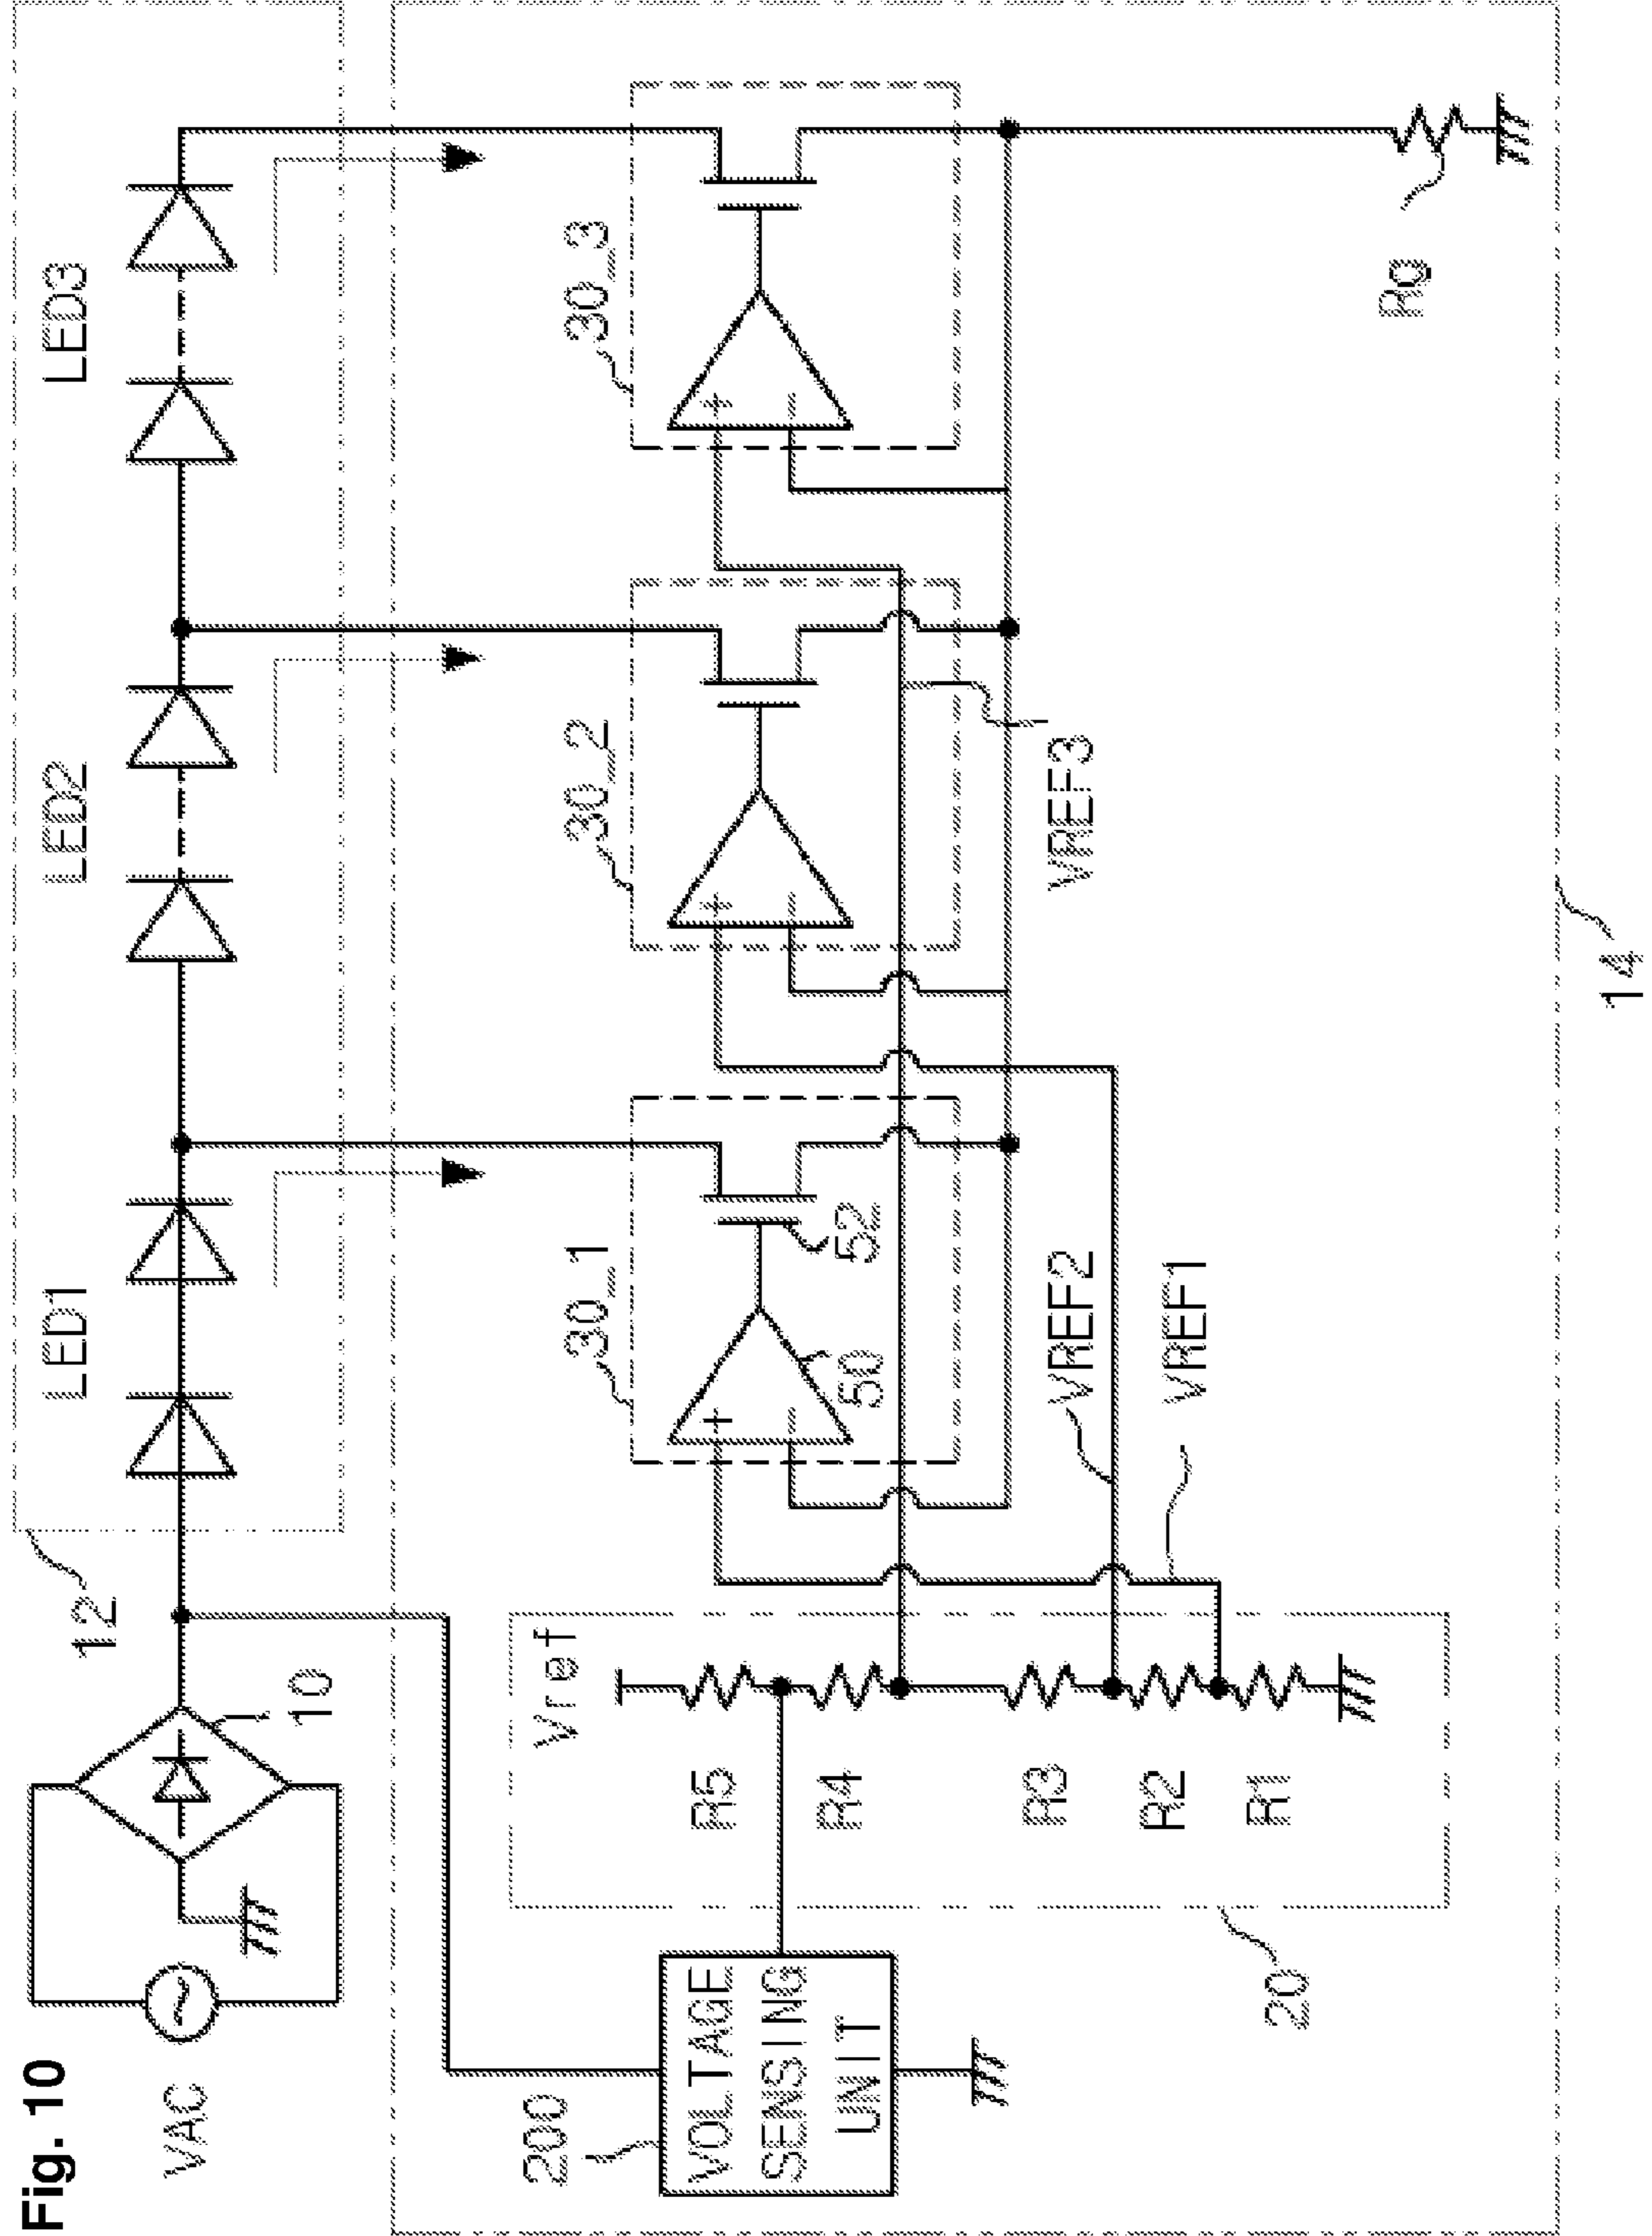 Fig. 10
VAC
10
12
LED1
LED2
LED3
200
VOLTAGE
SENSING
UNIT
20
Vref
R5
R4
R3
R2
R1
30_1
50
52
+
-
30_2
+
-
30_3
+
-
VREF1
VREF2
VREF3
Rg
14